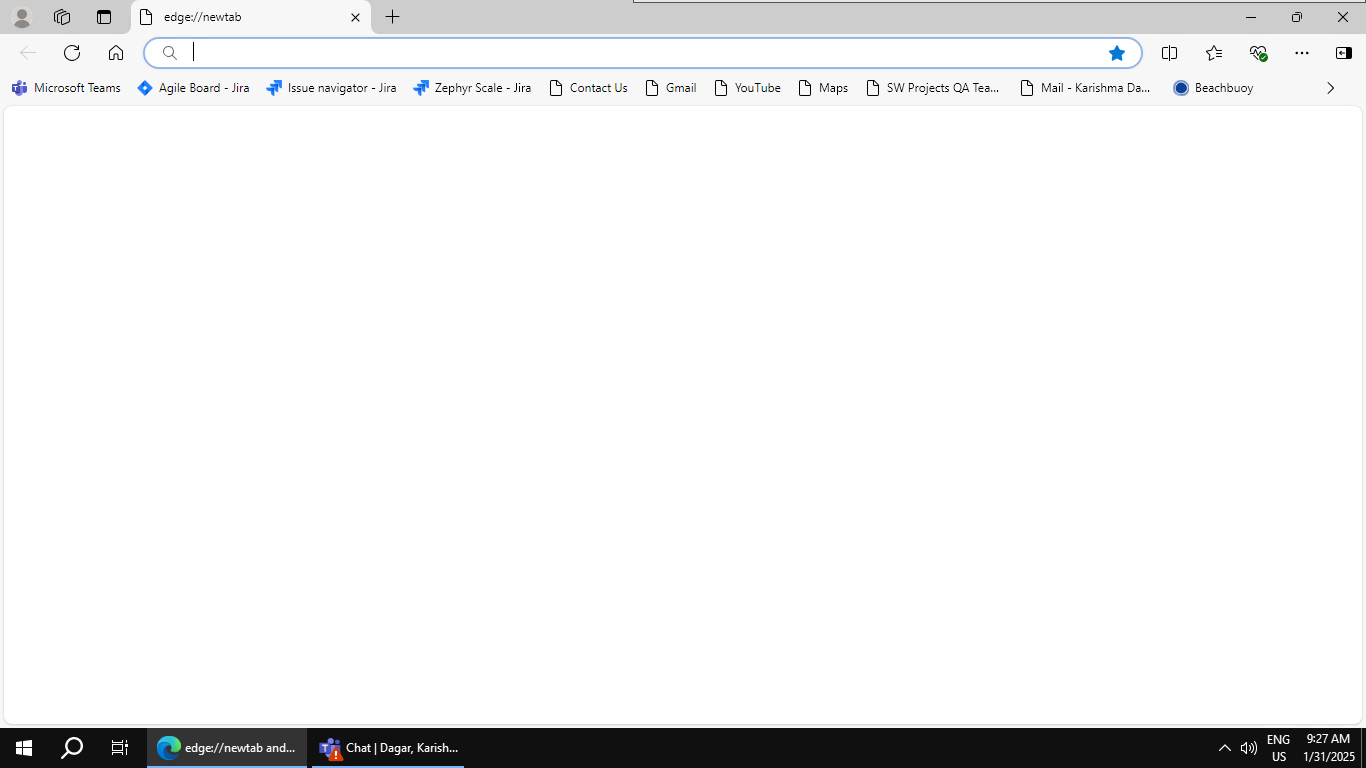 edge://newtab
Microsoft Teams
Agile Board - Jira
Issue navigator - Jira
Zephyr Scale - Jira
Contact Us
Gmail
YouTube
Maps
SW Projects QA Tea...
Mail - Karishma Da...
Beachbuoy
edge://newtab and...
Chat | Dagar, Karish...
ENG
US
9:27 AM
1/31/2025